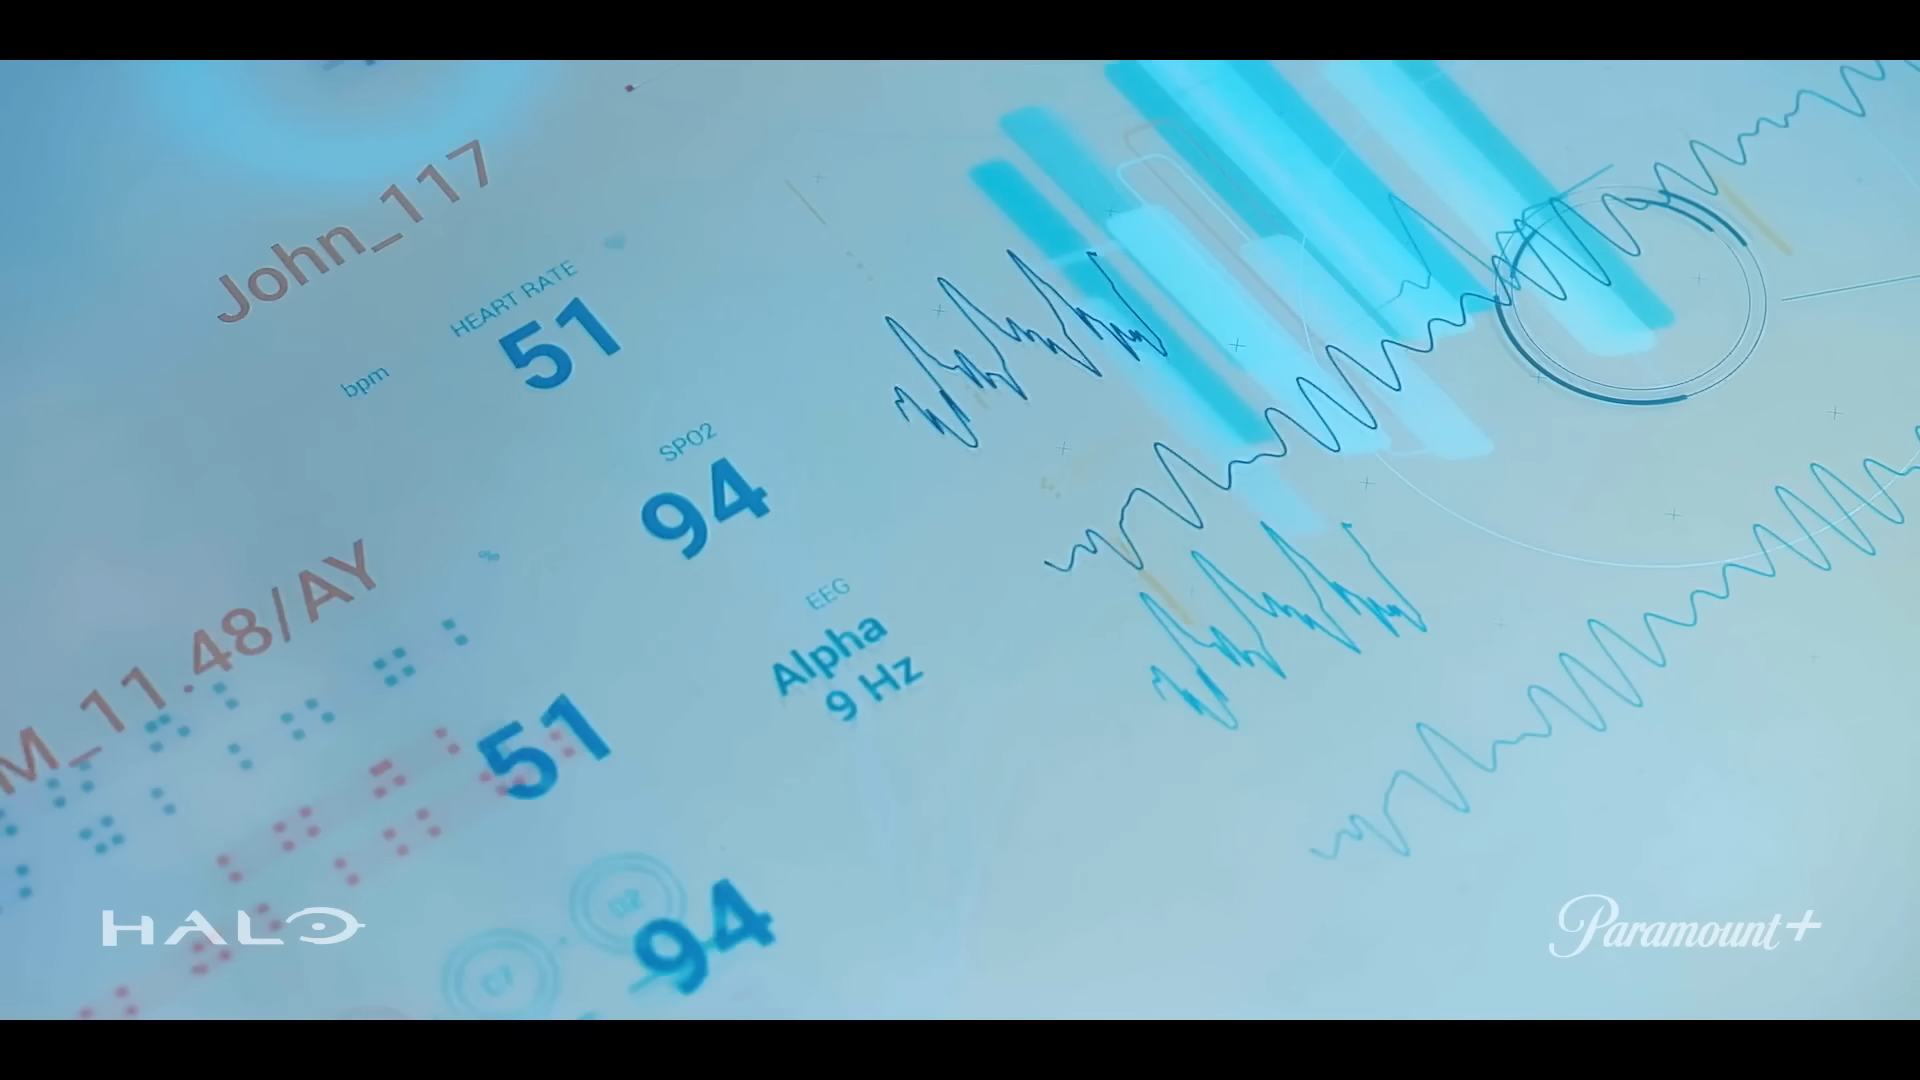 John_117
HEART RATE
bpm
51
SPO2
%
94
EEG
Alpha
9 Hz
M_11.48/AY
51
94
HALO
Paramount+